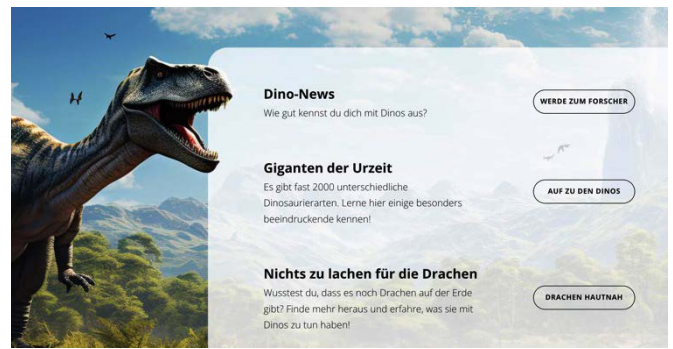 Dino-News
Wie gut kennst du dich mit Dinos aus?
WERDE ZUM FORSCHER
Giganten der Urzeit
Es gibt fast 2000 unterschiedliche
Dinosaurierarten. Lerne hier einige besonders
beeindruckende kennen!
AUF ZU DEN DINOS
Nichts zu lachen für die Drachen
Wusstest du, dass es noch Drachen auf der Erde
gibt? Finde mehr heraus und erfahre, was sie mit
Dinos zu tun haben!
DRACHEN HAUTNAH